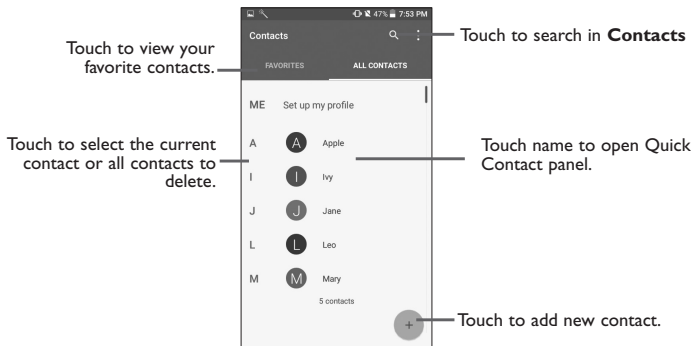 47% 7:53 PM
Contacts
FAVORITES ALL CONTACTS
ME Set up my profile
A A Apple
I I Ivy
J J Jane
L L Leo
M M Mary
5 contacts
+
Touch to view your
favorite contacts.
Touch to select the current
contact or all contacts to
delete.
Touch to search in Contacts
Touch name to open Quick
Contact panel.
Touch to add new contact.